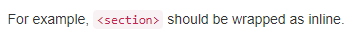 For example, <section> should be wrapped as inline.